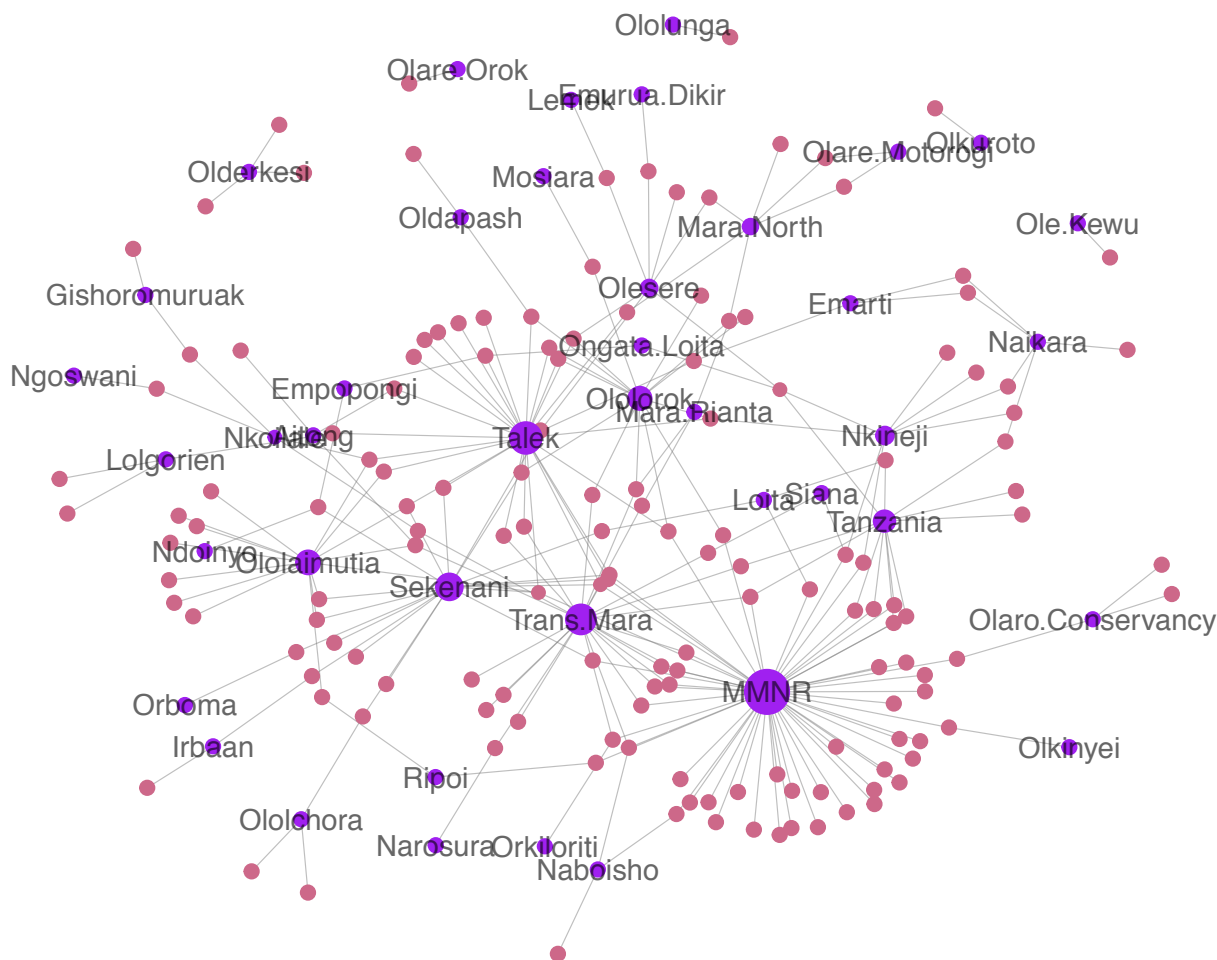 Ololunga
Olare.Orok
Lemek
Emurua.Dikir
Olkuroto
Olare.Motorogi
Olderkesi
Mosiara
Oldapash
Mara.North
Ole.Kewu
Olesere
Gishoromuruak
Emarti
Naikara
Ongata.Loita
Ngoswani
Empopongi
Ololorok
Mara.Rianta
Nkoilale
Aitong
Talek
Nkineji
Lolgorien
Loita
Siana
Tanzania
Ndoinyo
Ololaimutia
Sekenani
Trans.Mara
Olaro.Conservancy
MMNR
Orboma
Irbaan
Olkinyei
Ripoi
Ololchora
Narosura
Orkiloriti
Naboisho